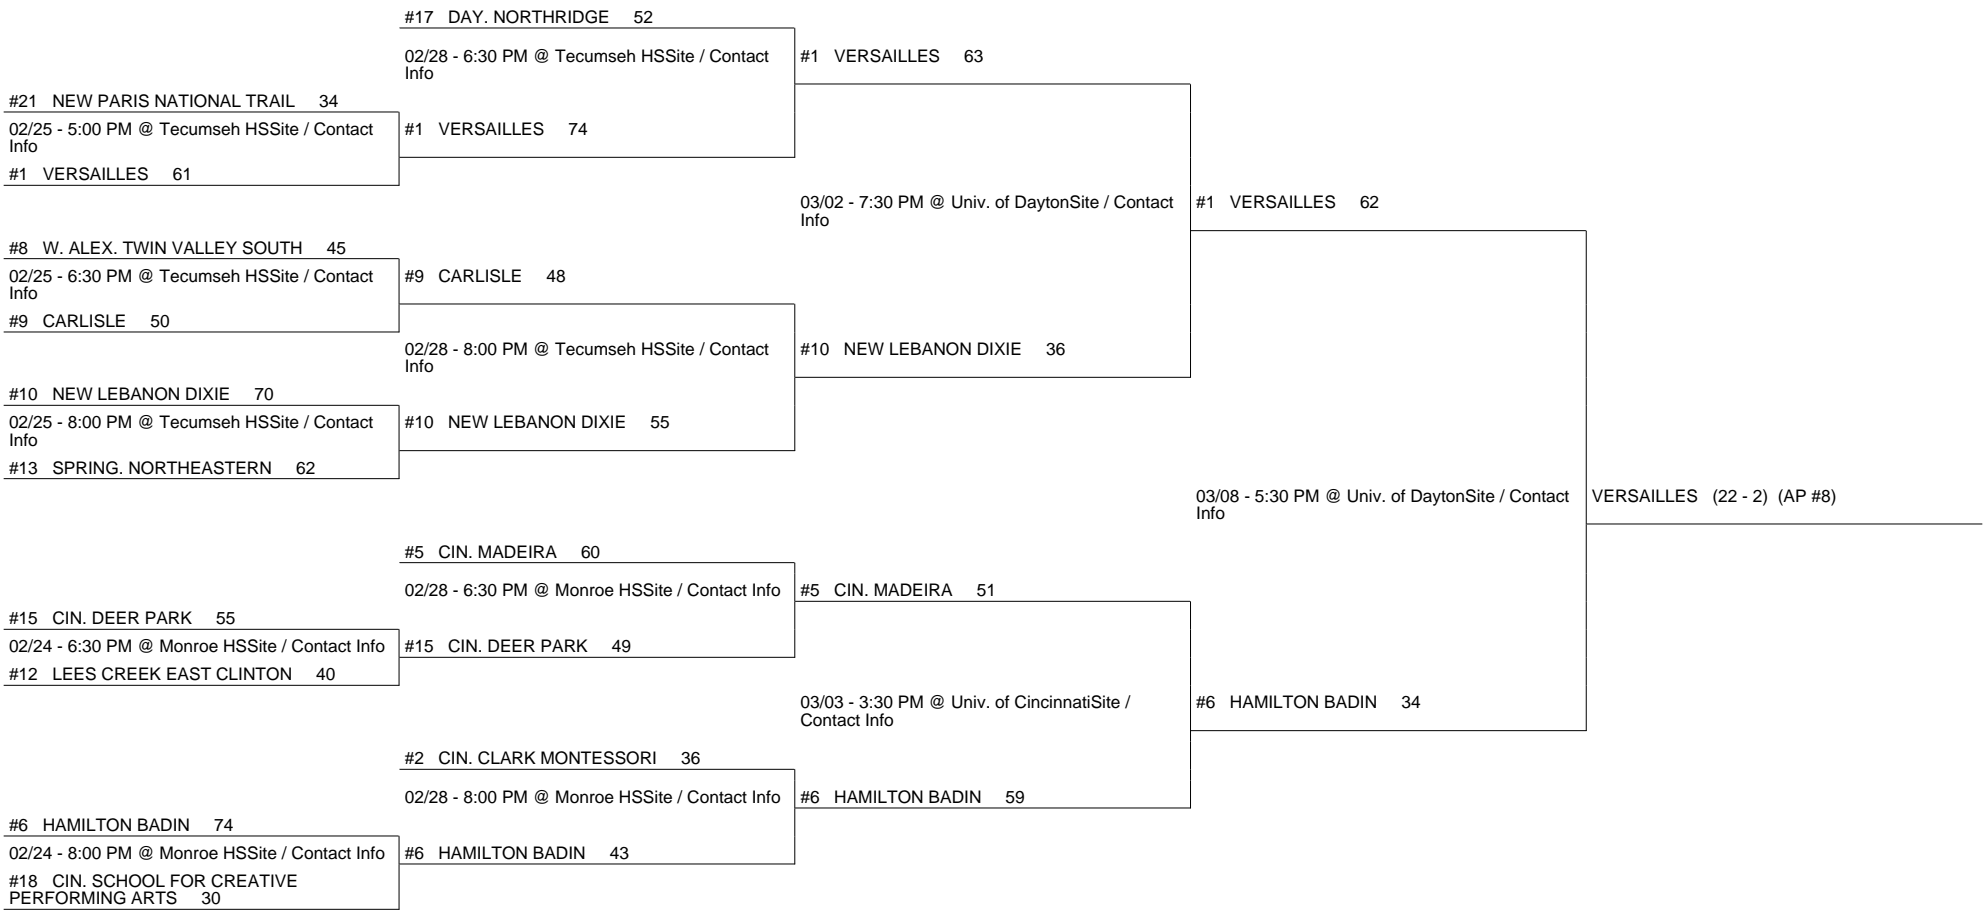 #17 DAY. NORTHRIDGE 52
02/28 - 6:30 PM @ Tecumseh HSSite / Contact
Info
#1 VERSAILLES 63
#21 NEW PARIS NATIONAL TRAIL 34
02/25 - 5:00 PM @ Tecumseh HSSite / Contact
Info
#1 VERSAILLES 74
#1 VERSAILLES 61
03/02 - 7:30 PM @ Univ. of DaytonSite / Contact
Info
#1 VERSAILLES 62
#8 W. ALEX. TWIN VALLEY SOUTH 45
02/25 - 6:30 PM @ Tecumseh HSSite / Contact
Info
#9 CARLISLE 48
#9 CARLISLE 50
02/28 - 8:00 PM @ Tecumseh HSSite / Contact
Info
#10 NEW LEBANON DIXIE 36
#10 NEW LEBANON DIXIE 70
02/25 - 8:00 PM @ Tecumseh HSSite / Contact
Info
#10 NEW LEBANON DIXIE 55
#13 SPRING. NORTHEASTERN 62
03/08 - 5:30 PM @ Univ. of DaytonSite / Contact
Info
VERSAILLES (22 - 2) (AP #8)
#5 CIN. MADEIRA 60
02/28 - 6:30 PM @ Monroe HSSite / Contact Info
#5 CIN. MADEIRA 51
#15 CIN. DEER PARK 55
02/24 - 6:30 PM @ Monroe HSSite / Contact Info
#15 CIN. DEER PARK 49
#12 LEES CREEK EAST CLINTON 40
03/03 - 3:30 PM @ Univ. of CincinnatiSite /
Contact Info
#6 HAMILTON BADIN 34
#2 CIN. CLARK MONTESSORI 36
02/28 - 8:00 PM @ Monroe HSSite / Contact Info
#6 HAMILTON BADIN 59
#6 HAMILTON BADIN 74
02/24 - 8:00 PM @ Monroe HSSite / Contact Info
#6 HAMILTON BADIN 43
#18 CIN. SCHOOL FOR CREATIVE
PERFORMING ARTS 30